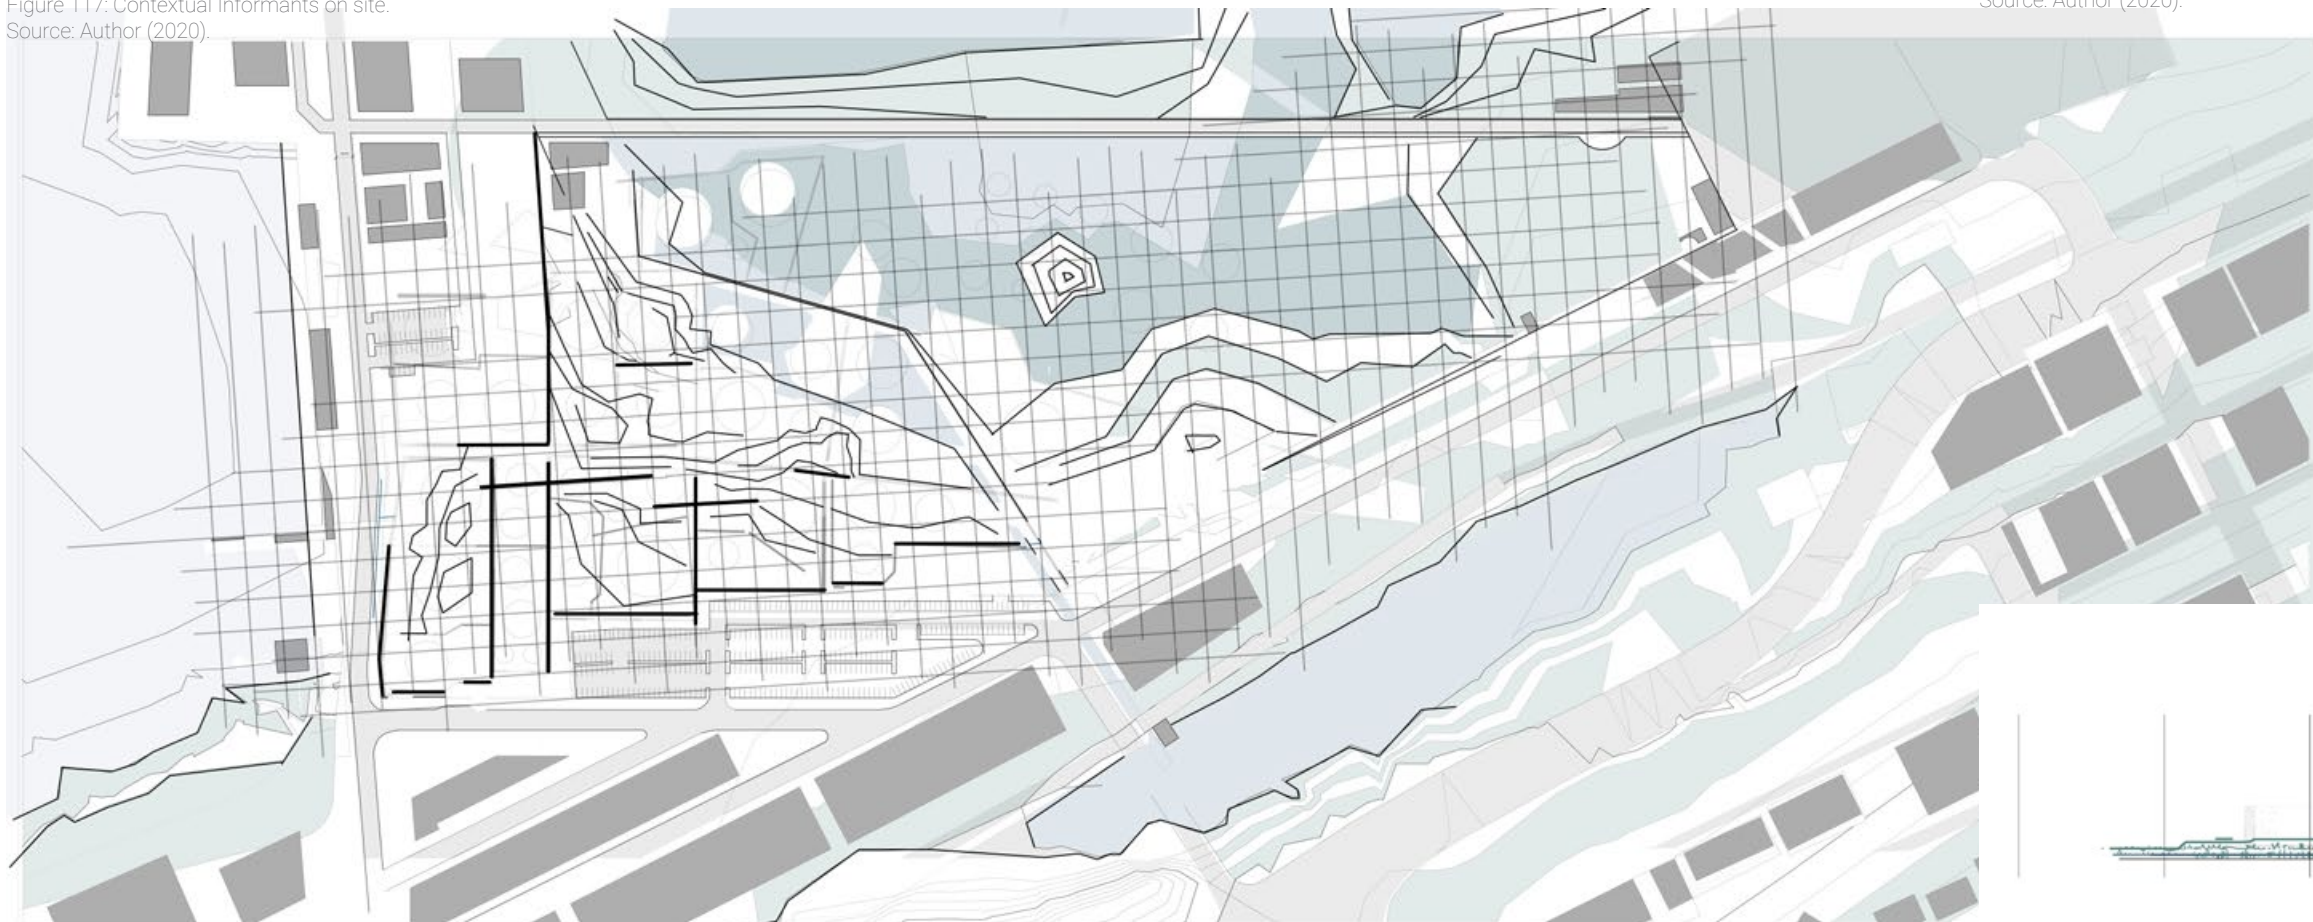 Figure 117: Contextual Informants on site.
Source: Author (2020).
Source: Author (2020).